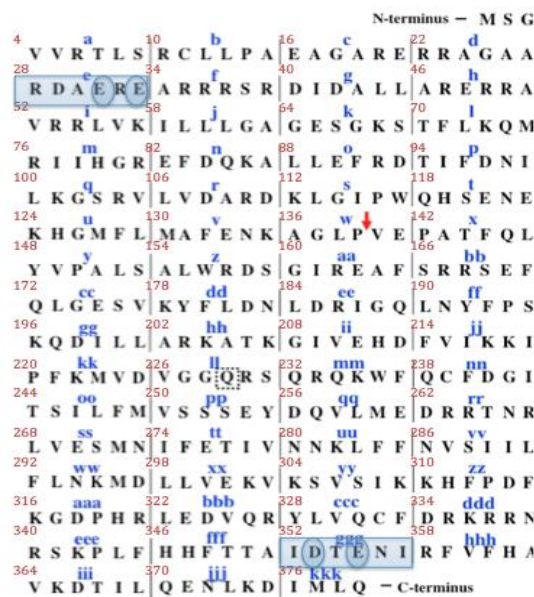 N-terminus – M S G
4 10 16 22
a b c d
V V R T L S R C L L P A E A G A R E R R A G A A
28 34 40 46
e f g h
R D A E R E A R R R S R D I D A L L A R E R R A
52 58 64 70
i j k l
V R R L V K I L L L G A G E S G K S T F L K Q M
76 82 88 94
m n o p
R I I H G R E F D Q K A L L E F R D T I F D N I
100 106 112 118
q r s t
L K G S R V L V D A R D K L G I P W Q H S E N E
124 130 136 142
u v w x
K H G M F L M A F E N K A G L P V E P A T F Q L
148 154 160 166
y z aa bb
Y V P A L S A L W R D S G I R E A F S R R S E F
172 178 184 190
cc dd ee ff
Q L G E S V K Y F L D N L D R I G Q L N Y F P S
196 202 208 214
gg hh ii jj
K Q D I L L A R K A T K G I V E H D F V I K K I
220 226 232 238
kk ll mm nn
P F K M V D V G G Q R S Q R Q K W F Q C F D G I
244 250 256 262
oo pp qq rr
T S I L F M V S S S E Y D Q V L M E D R R T N R
268 274 280 286
ss tt uu vv
L V E S M N I F E T I V N N K L F F N V S I I L
292 298 304 310
ww xx yy zz
F L N K M D L L V E K V K S V S I K K H F P D F
316 322 328 334
aaa bbb ccc ddd
K G D P H R L E D V Q R Y L V Q C F D R K R R N
340 346 352 358
eee fff ggg hhh
R S K P L F H H F T T A I D T E N I R F V F H A
364 370 376
iii jjj kkk
V K D T I L Q E N L K D I M L Q – C-terminus